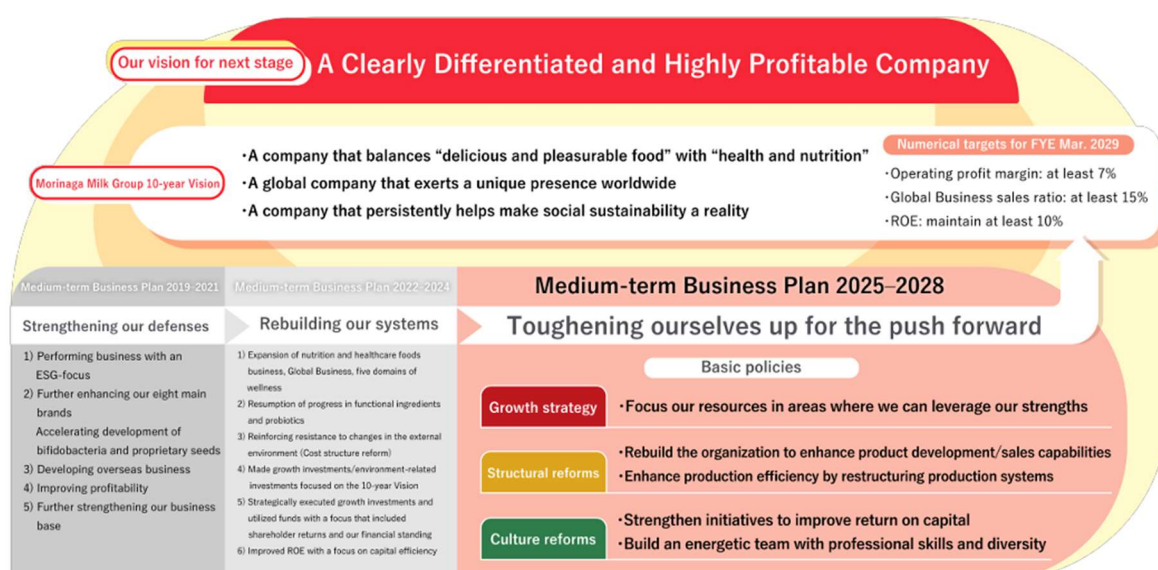 Our vision for next stage
A Clearly Differentiated and Highly Profitable Company
Morinaga Milk Group 10-year Vision
・A company that balances “delicious and pleasurable food” with “health and nutrition”
・A global company that exerts a unique presence worldwide
・A company that persistently helps make social sustainability a reality
Numerical targets for FYE Mar. 2029
・Operating profit margin: at least 7%
・Global Business sales ratio: at least 15%
・ROE: maintain at least 10%
Medium-term Business Plan 2019–2021
Strengthening our defenses
1) Performing business with an
ESG-focus
2) Further enhancing our eight main
brands
Accelerating development of
bifidobacteria and proprietary seeds
3) Developing overseas business
4) Improving profitability
5) Further strengthening our business
base
Medium-term Business Plan 2022–2024
Rebuilding our systems
1) Expansion of nutrition and healthcare foods
business, Global Business, five domains of
wellness
2) Resumption of progress in functional ingredients
and probiotics
3) Reinforcing resistance to changes in the external
environment (Cost structure reform)
4) Made growth investments/environment-related
investments focused on the 10-year Vision
5) Strategically executed growth investments and
utilized funds with a focus that included
shareholder returns and our financial standing
6) Improved ROE with a focus on capital efficiency
Medium-term Business Plan 2025–2028
Toughening ourselves up for the push forward
Basic policies
Growth strategy
・Focus our resources in areas where we can leverage our strengths
Structural reforms
・Rebuild the organization to enhance product development/sales capabilities
・Enhance production efficiency by restructuring production systems
Culture reforms
・Strengthen initiatives to improve return on capital
・Build an energetic team with professional skills and diversity